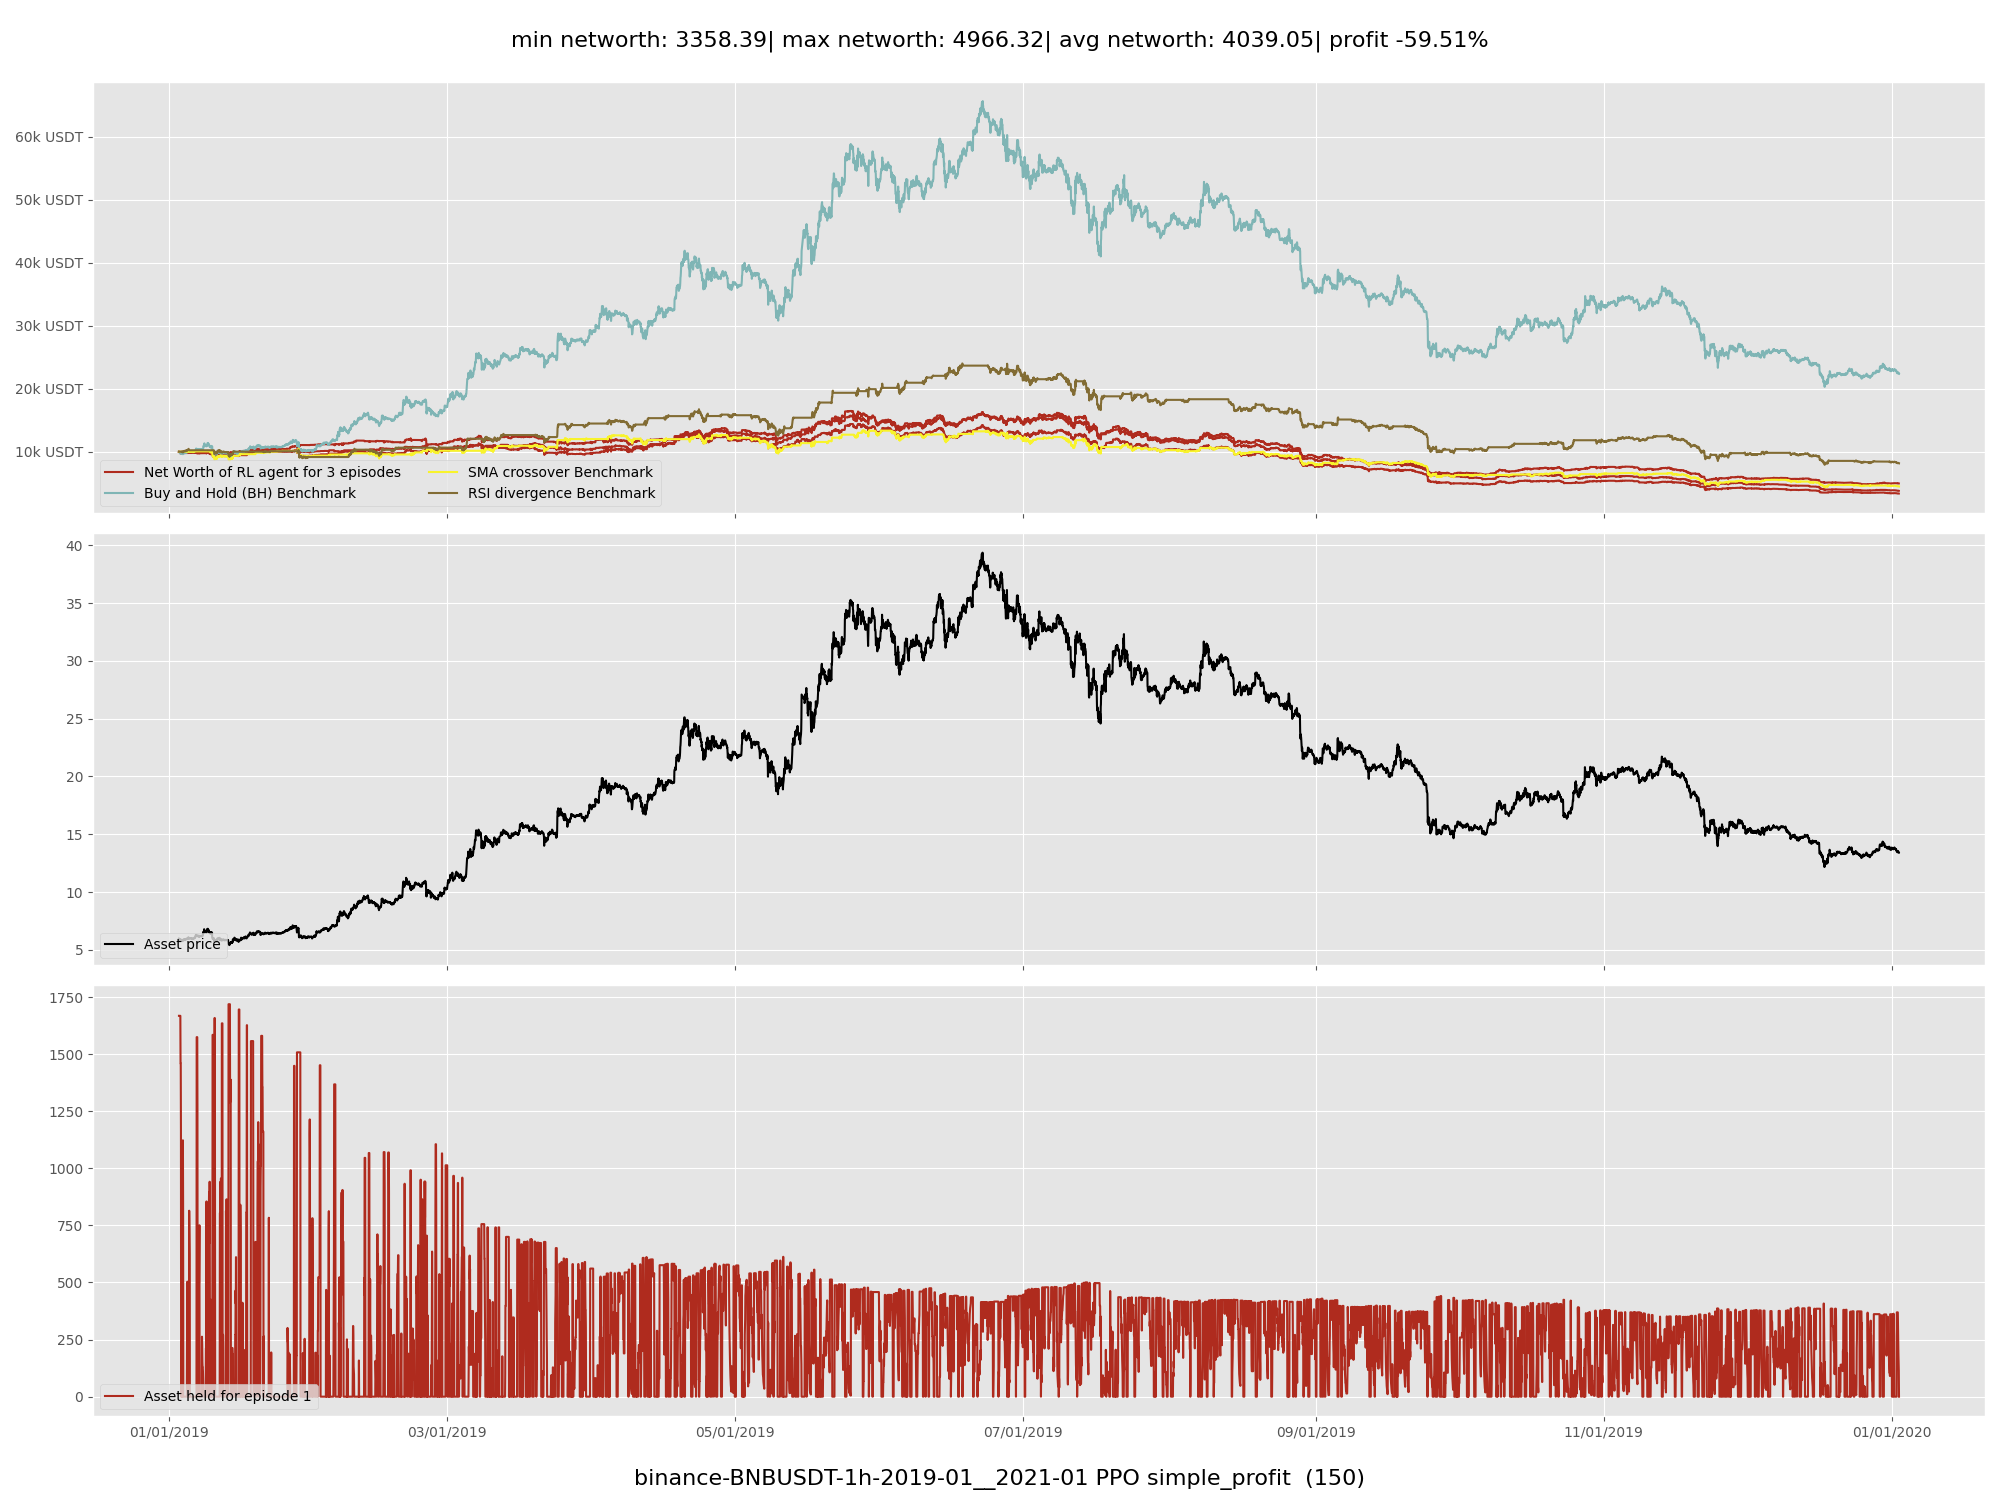 min networth: 3358.39| max networth: 4966.32| avg networth: 4039.05| profit -59.51%
60k USDT
50k USDT
40k USDT
30k USDT
20k USDT
10k USDT
Net Worth of RL agent for 3 episodes
Buy and Hold (BH) Benchmark
SMA crossover Benchmark
RSI divergence Benchmark
40
35
30
25
20
15
10
5
Asset price
1750
1500
1250
1000
750
500
250
0
Asset held for episode 1
01/01/2019 03/01/2019 05/01/2019 07/01/2019 09/01/2019 11/01/2019 01/01/2020
binance-BNBUSDT-1h-2019-01__2021-01 PPO simple_profit (150)